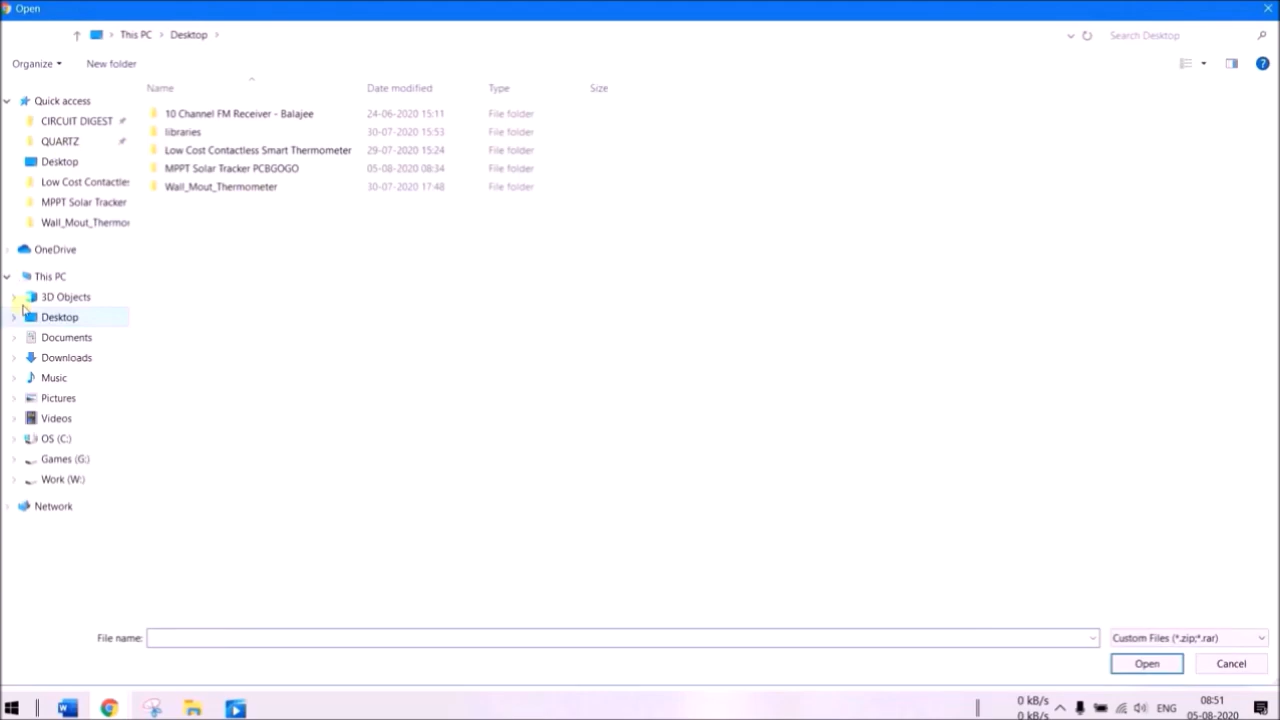 Open
This PC > Desktop >
Search Desktop
Organize
New folder
Name
Date modified
Type
Size
Quick access
CIRCUIT DIGEST
QUARTZ
Desktop
Low Cost Contactles
MPPT Solar Tracker
Wall_Mout_Thermor
OneDrive
This PC
3D Objects
Desktop
Documents
Downloads
Music
Pictures
Videos
OS (C:)
Games (G:)
Work (W:)
Network
10 Channel FM Receiver - Balajee 24-06-2020 15:11 File folder
libraries 30-07-2020 15:53 File folder
Low Cost Contactless Smart Thermometer 29-07-2020 15:24 File folder
MPPT Solar Tracker PCBGOGO 05-08-2020 08:34 File folder
Wall_Mout_Thermometer 30-07-2020 17:48 File folder
File name:
Custom Files (*.zip;*.rar)
Open
Cancel
0 kB/s
0 kB/s
ENG
08:51
05-08-2020